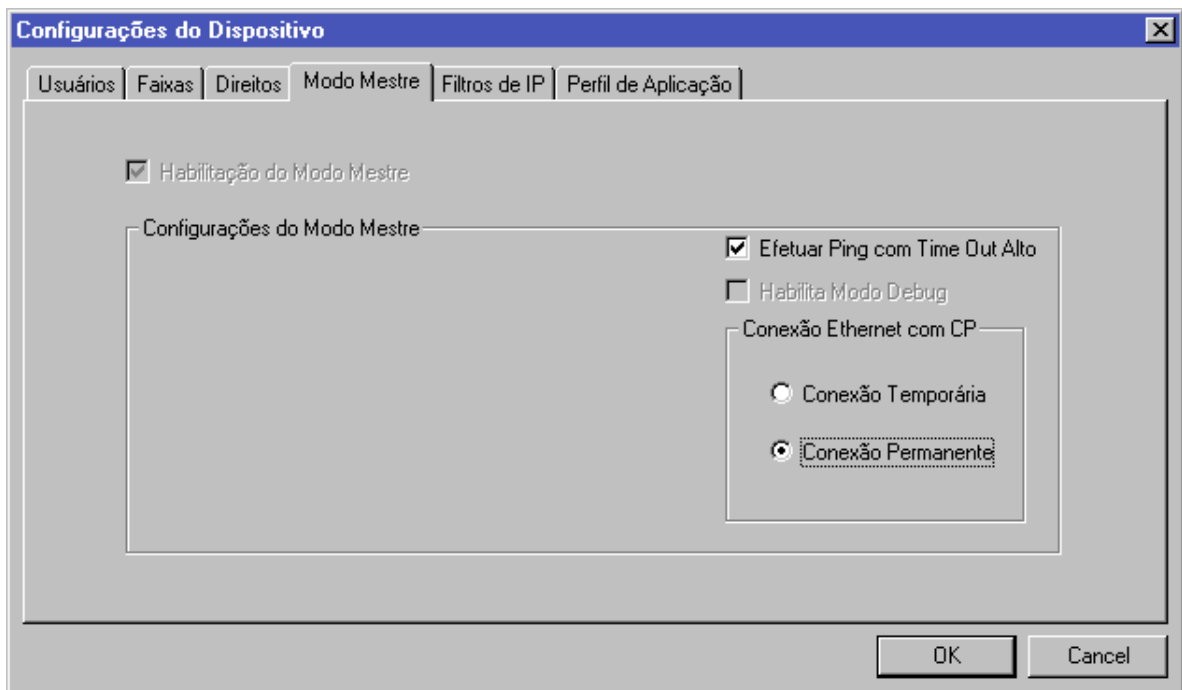 Configurações do Dispositivo
Usuários Faixas Direitos Modo Mestre Filtros de IP Perfil de Aplicação
Habilitação do Modo Mestre
Configurações do Modo Mestre
Efetuar Ping com Time Out Alto
Habilita Modo Debug
Conexão Ethernet com CP
Conexão Temporária
Conexão Permanente
OK Cancel